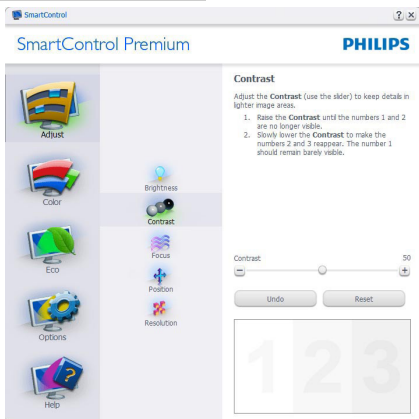 SmartControl
? x
SmartControl Premium
PHILIPS
Adjust
Color
Eco
Options
Help
Brightness
Contrast
Focus
Position
Resolution
Contrast
Adjust the Contrast (use the slider) to keep details in
lighter image areas.
1. Raise the Contrast until the numbers 1 and 2
are no longer visible.
2. Slowly lower the Contrast to make the
numbers 2 and 3 reappear. The number 1
should remain barely visible.
Contrast 50
− +
Undo Reset
1 2 3